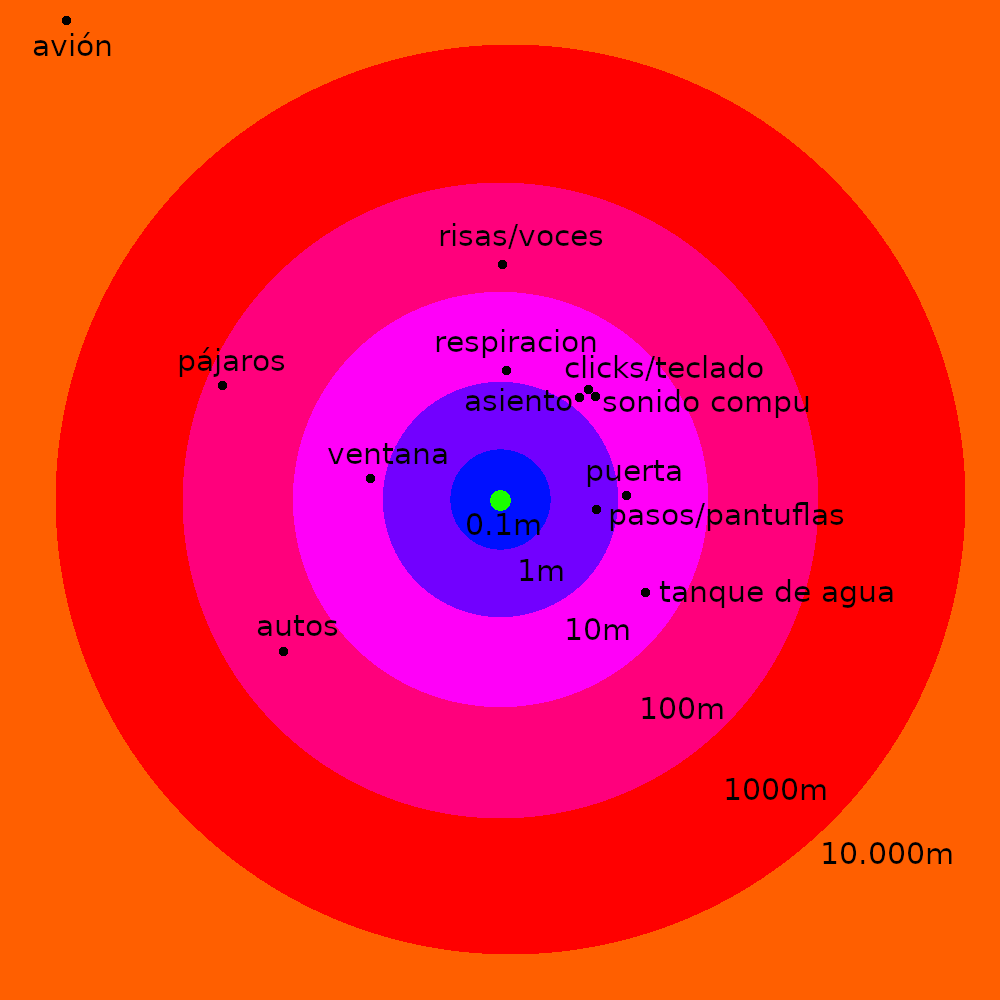 avión
risas/voces
respiracion
pájaros
clicks/teclado
asiento
sonido compu
ventana
puerta
0.1m
pasos/pantuflas
1m
tanque de agua
autos
10m
100m
1000m
10.000m